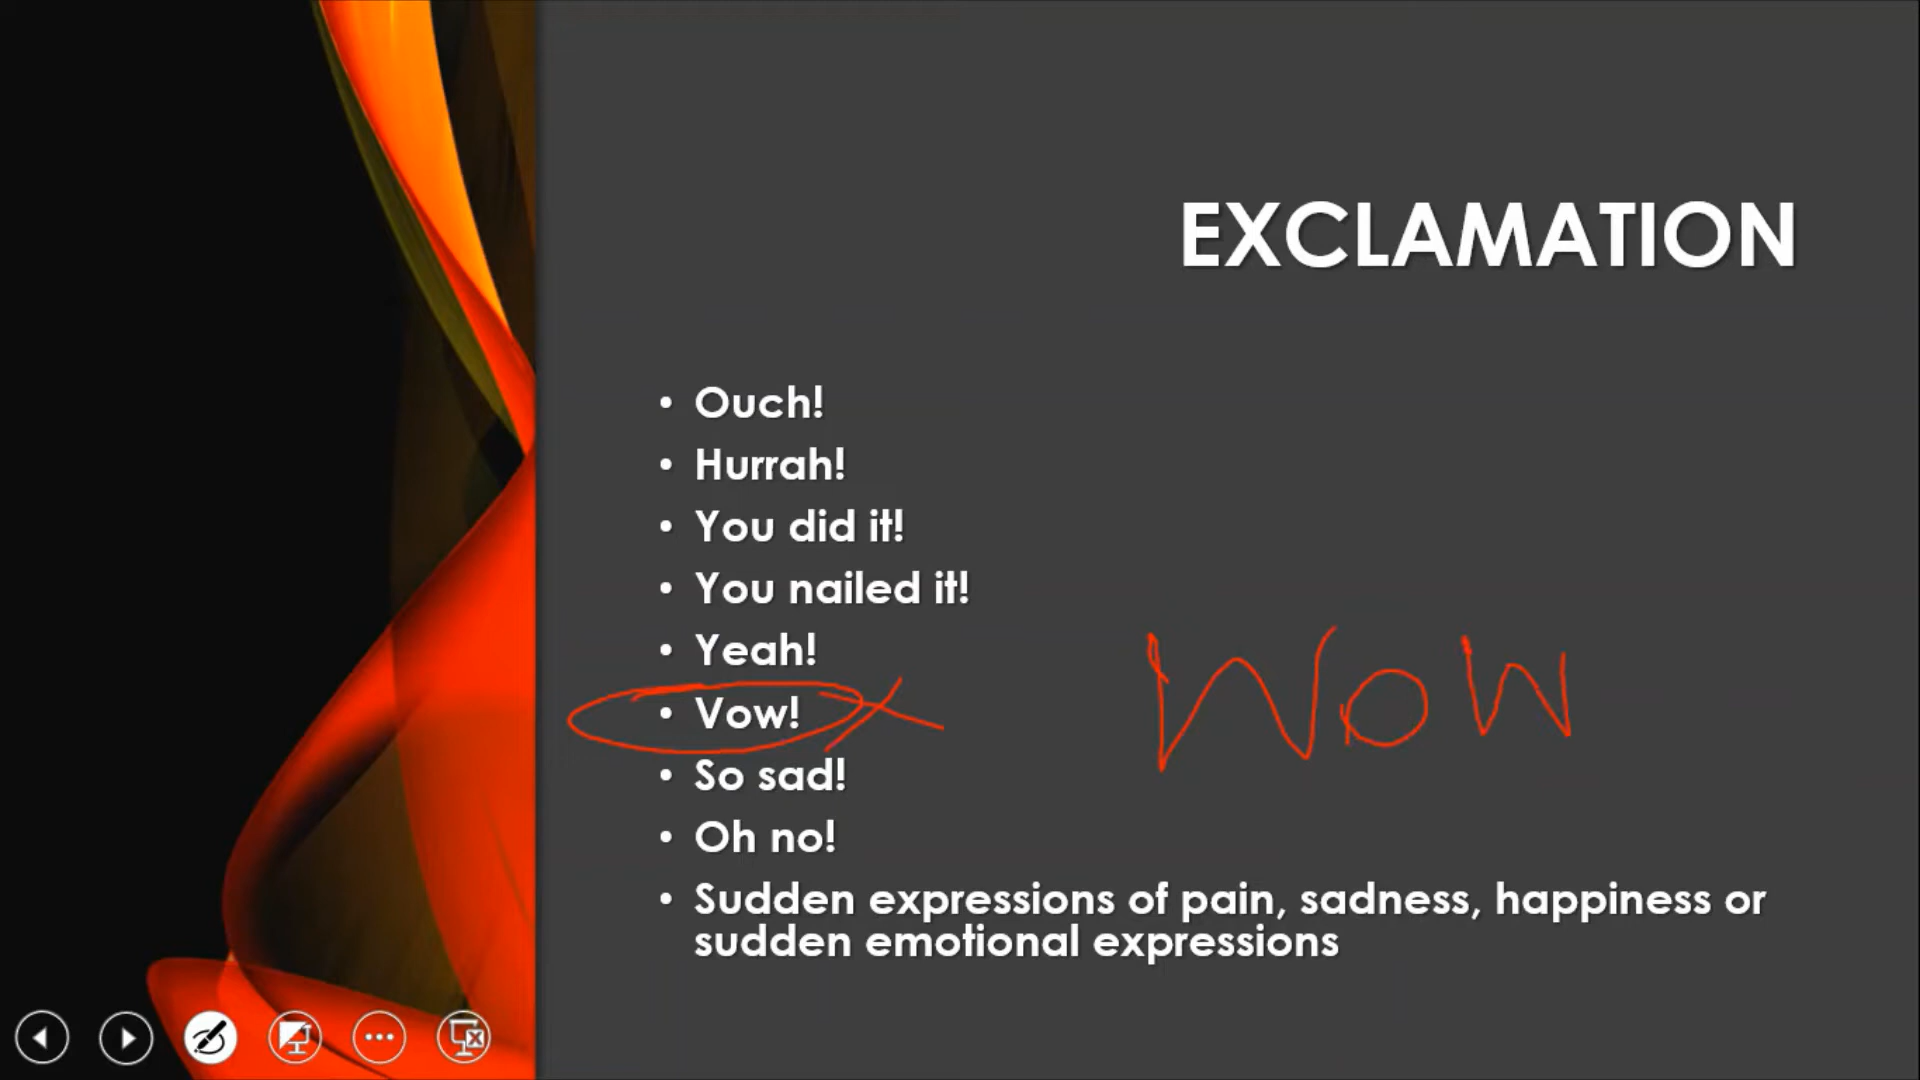 EXCLAMATION
• Ouch!
• Hurrah!
• You did it!
• You nailed it!
• Yeah!
• Vow!
WOW
• So sad!
• Oh no!
• Sudden expressions of pain, sadness, happiness or
sudden emotional expressions